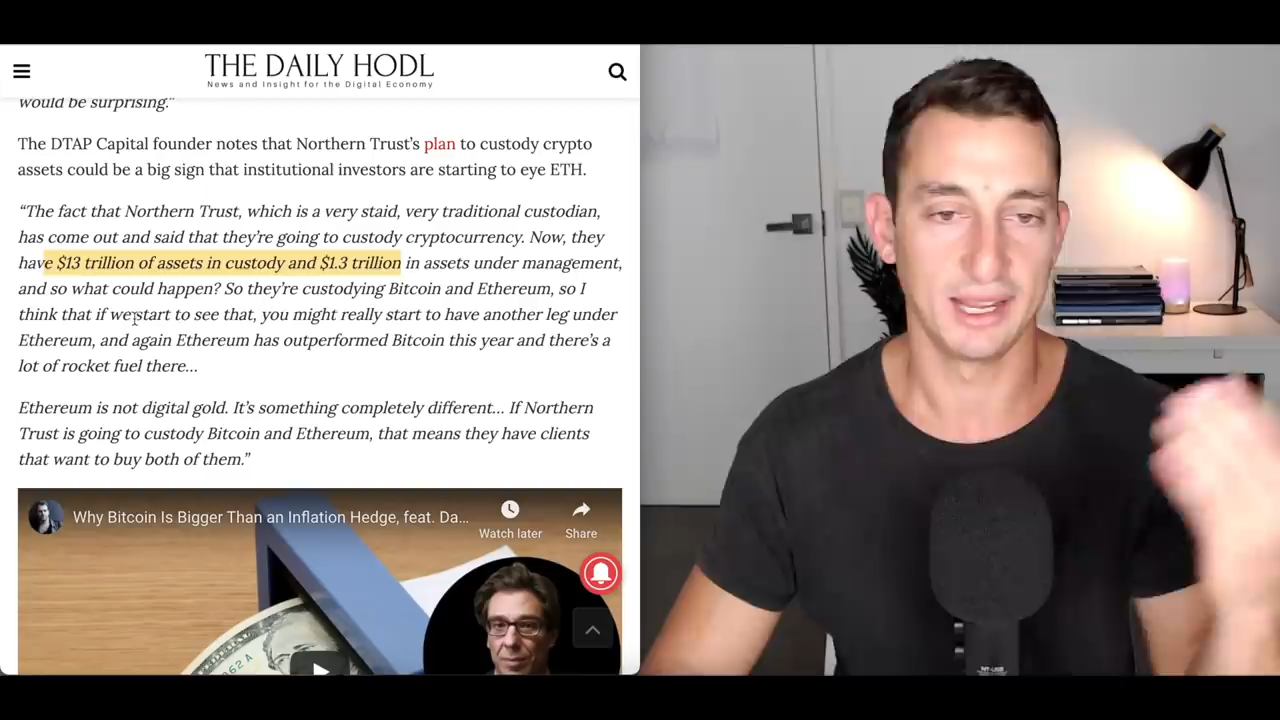 THE DAILY HODL
News and Insight for the Digital Economy
would be surprising.”
The DTAP Capital founder notes that Northern Trust’s plan to custody crypto
assets could be a big sign that institutional investors are starting to eye ETH.
“The fact that Northern Trust, which is a very staid, very traditional custodian,
has come out and said that they’re going to custody cryptocurrency. Now, they
have $13 trillion of assets in custody and $1.3 trillion in assets under management,
and so what could happen? So they’re custodying Bitcoin and Ethereum, so I
think that if we start to see that, you might really start to have another leg under
Ethereum, and again Ethereum has outperformed Bitcoin this year and there’s a
lot of rocket fuel there…
Ethereum is not digital gold. It’s something completely different… If Northern
Trust is going to custody Bitcoin and Ethereum, that means they have clients
that want to buy both of them.”
Why Bitcoin Is Bigger Than an Inflation Hedge, feat. Da...
Watch later
Share